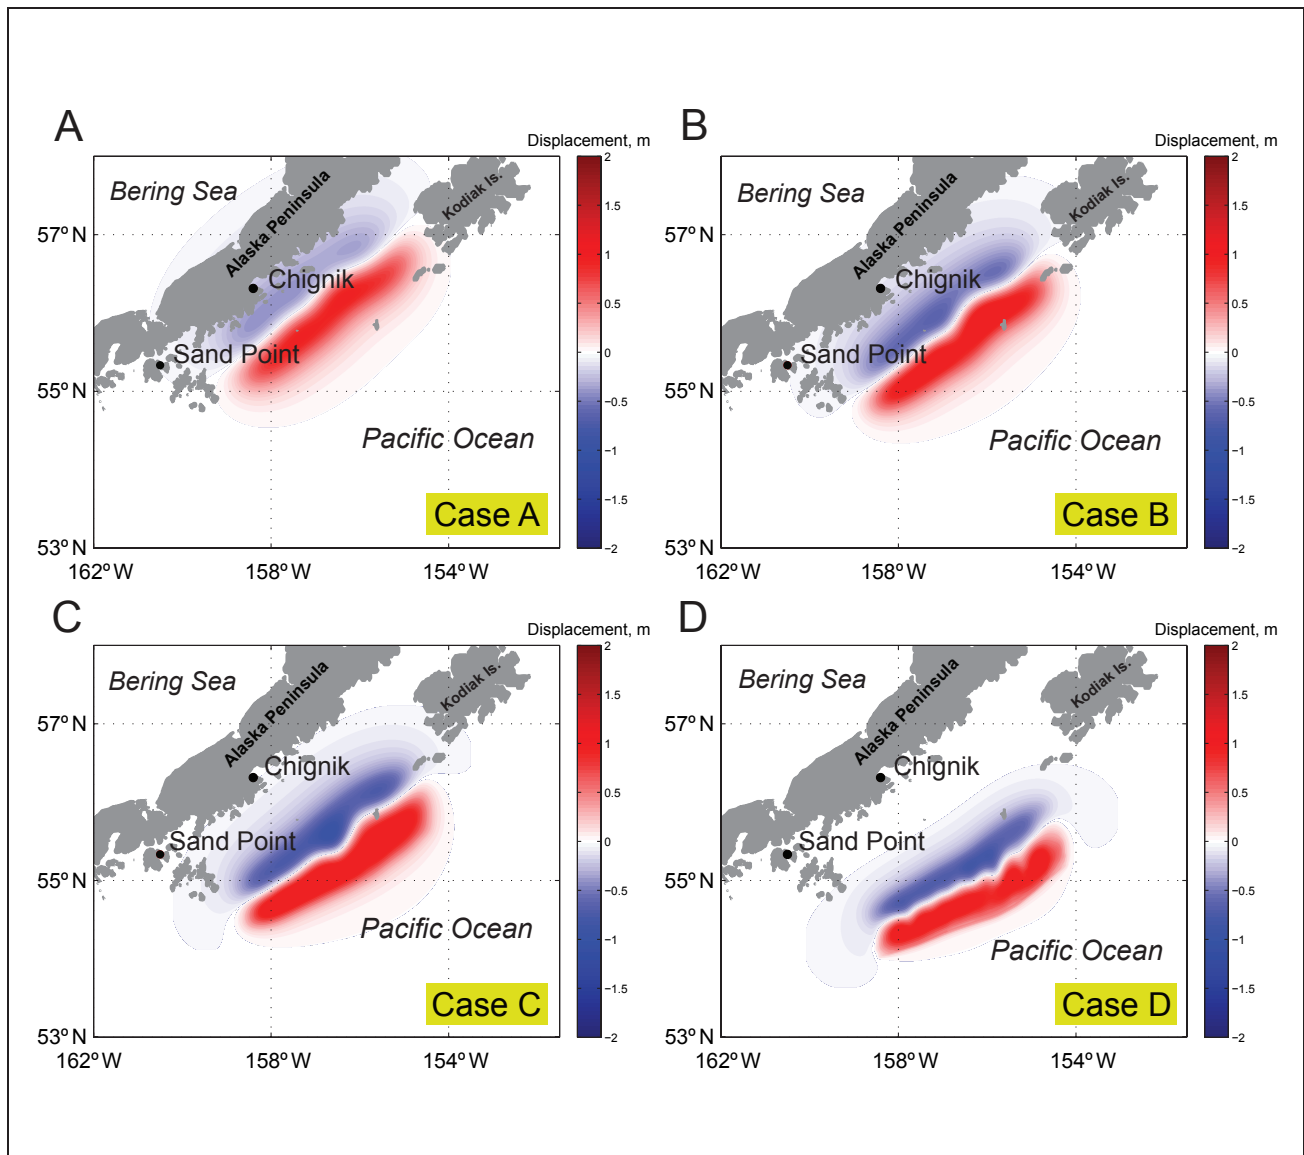 A
Displacement, m
Bering Sea
Alaska Peninsula
Kodiak Is.
57° N
Chignik
Sand Point
55° N
Pacific Ocean
Case A
53° N
162° W
158° W
154° W
2
1.5
1
0.5
0
−0.5
−1
−1.5
−2
B
Displacement, m
Bering Sea
Alaska Peninsula
Kodiak Is.
57° N
Chignik
Sand Point
55° N
Pacific Ocean
Case B
53° N
162° W
158° W
154° W
2
1.5
1
0.5
0
−0.5
−1
−1.5
−2
C
Displacement, m
Bering Sea
Alaska Peninsula
Kodiak Is.
57° N
Chignik
Sand Point
55° N
Pacific Ocean
Case C
53° N
162° W
158° W
154° W
2
1.5
1
0.5
0
−0.5
−1
−1.5
−2
D
Displacement, m
Bering Sea
Alaska Peninsula
Kodiak Is.
57° N
Chignik
Sand Point
55° N
Pacific Ocean
Case D
53° N
162° W
158° W
154° W
2
1.5
1
0.5
0
−0.5
−1
−1.5
−2